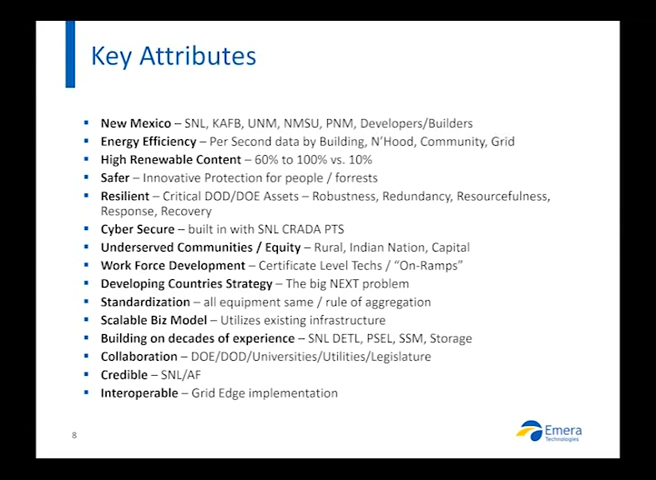 Key Attributes
New Mexico – SNL, KAFB, UNM, NMSU, PNM, Developers/Builders
Energy Efficiency – Per Second data by Building, N'Hood, Community, Grid
High Renewable Content – 60% to 100% vs. 10%
Safer – Innovative Protection for people / forrests
Resilient – Critical DOD/DOE Assets – Robustness, Redundancy, Resourcefulness,
Response, Recovery
Cyber Secure – built in with SNL CRADA PTS
Underserved Communities / Equity – Rural, Indian Nation, Capital
Work Force Development – Certificate Level Techs / "On-Ramps"
Developing Countries Strategy – The big NEXT problem
Standardization – all equipment same / rule of aggregation
Scalable Biz Model – Utilizes existing infrastructure
Building on decades of experience – SNL DETL, PSEL, SSM, Storage
Collaboration – DOE/DOD/Universities/Utilities/Legislature
Credible – SNL/AF
Interoperable – Grid Edge implementation
8
Emera
Technologies